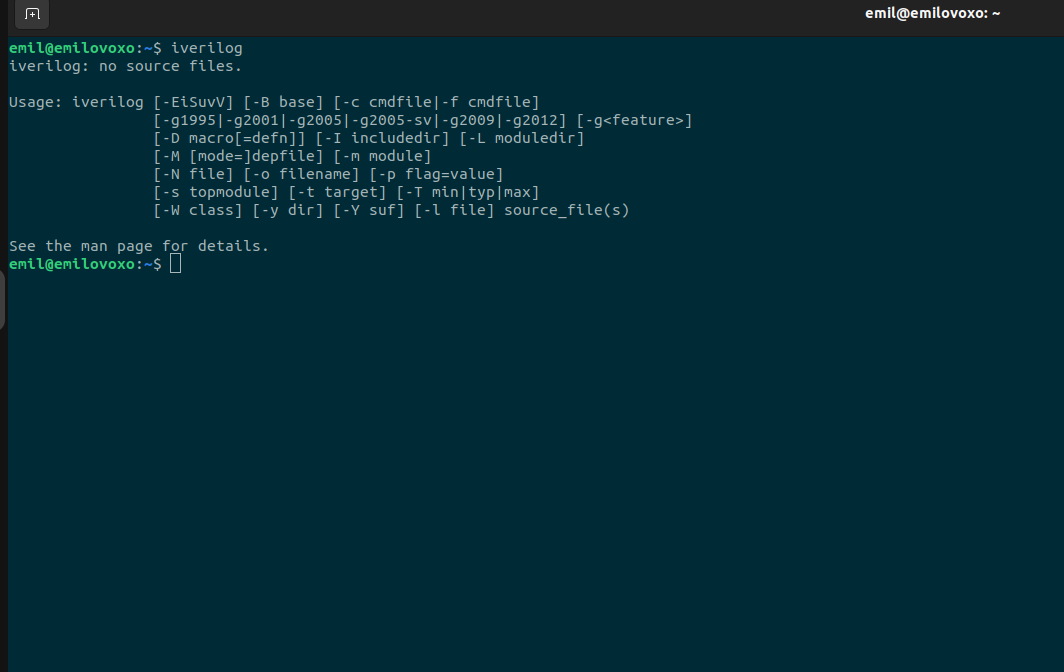 emil@emilovoxo: ~
emil@emilovoxo:~$ iverilog
iverilog: no source files.
Usage: iverilog [-EiSuvV] [-B base] [-c cmdfile|-f cmdfile]
[-g1995|-g2001|-g2005|-g2005-sv|-g2009|-g2012] [-g<feature>]
[-D macro[=defn]] [-I includedir] [-L moduledir]
[-M [mode=]depfile] [-m module]
[-N file] [-o filename] [-p flag=value]
[-s topmodule] [-t target] [-T min|typ|max]
[-W class] [-y dir] [-Y suf] [-l file] source_file(s)
See the man page for details.
emil@emilovoxo:~$